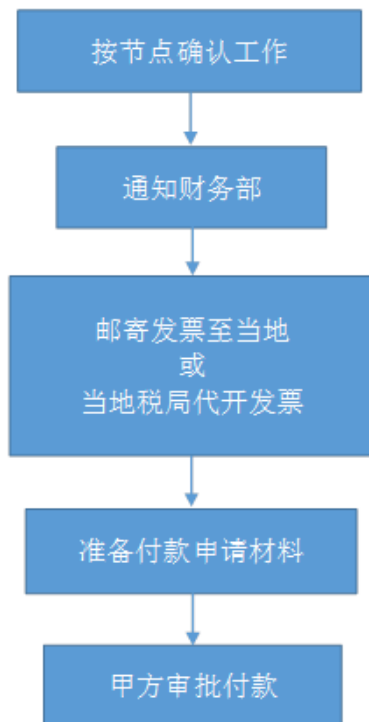 按节点确认工作
通知财务部
邮寄发票至当地
或
当地税局代开发票
准备付款申请材料
甲方审批付款